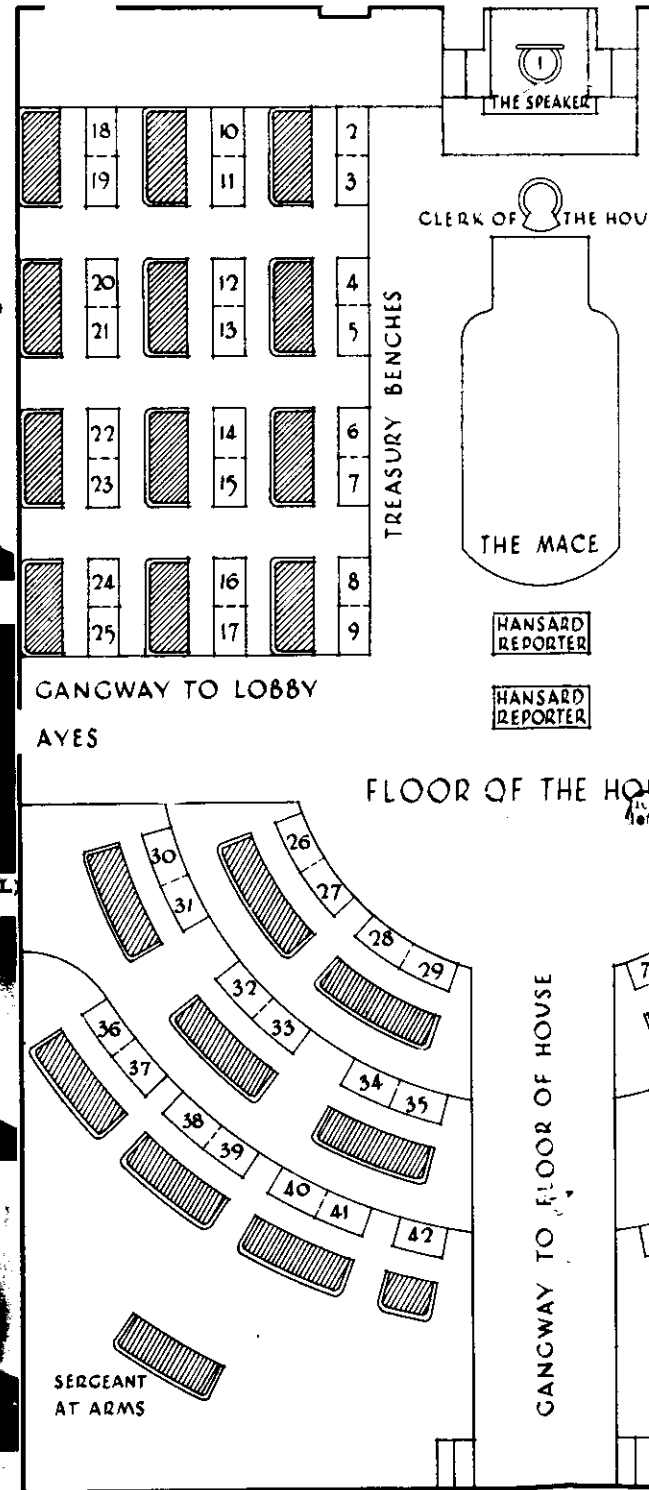 1
THE SPEAKER
18 10 2
19 11 3
CLERK OF THE HOU
20 12 4
21 13 5
TREASURY BENCHES
22 14 6
23 15 7
THE MACE
24 16 8
25 17 9
HANSARD
REPORTER
GANGWAY TO LOBBY
AYES
HANSARD
REPORTER
FLOOR OF THE HO
26
30
27
31
28
29
32
33
34
35
36
37
38
39
40
41
42
7
GANGWAY TO FLOOR OF HOUSE
SERGEANT
AT ARMS
L)